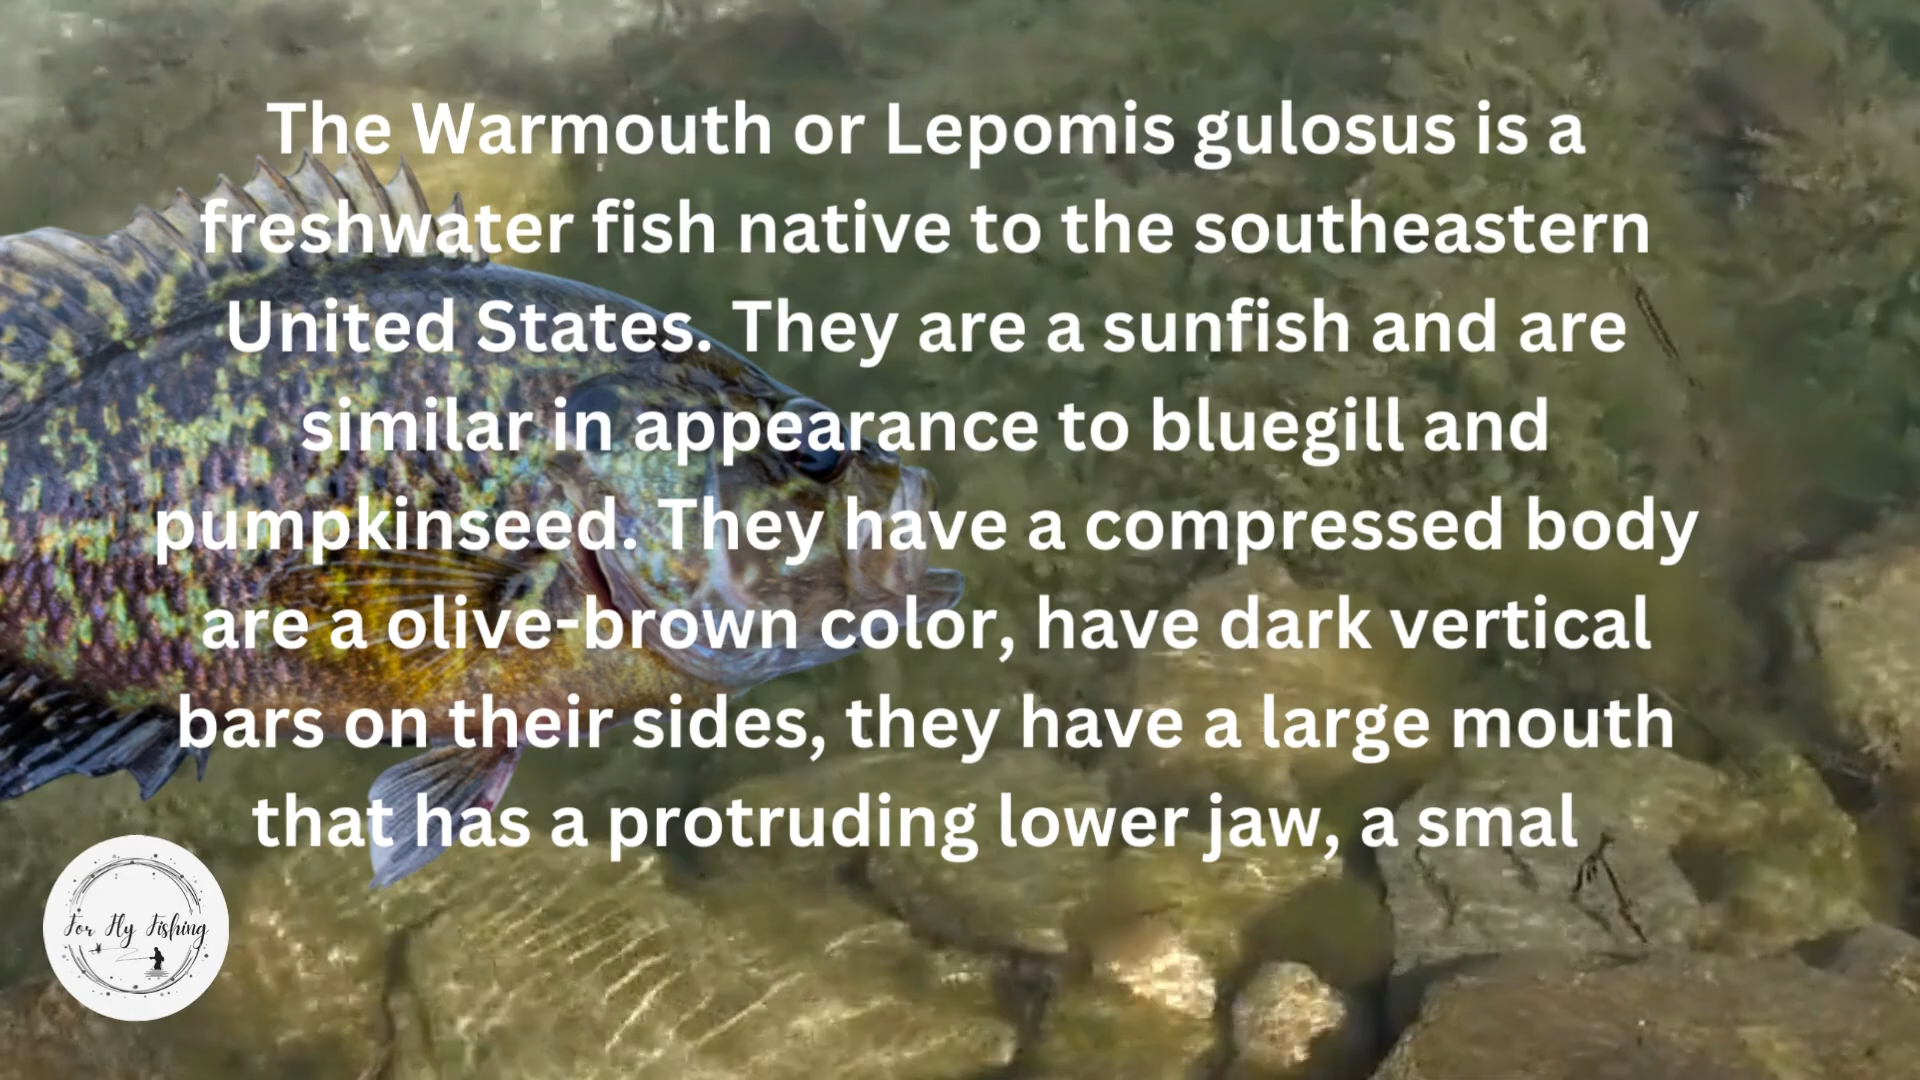 The Warmouth or Lepomis gulosus is a
freshwater fish native to the southeastern
United States. They are a sunfish and are
similar in appearance to bluegill and
pumpkinseed. They have a compressed body
are a olive-brown color, have dark vertical
bars on their sides, they have a large mouth
that has a protruding lower jaw, a smal
For Fly Fishing